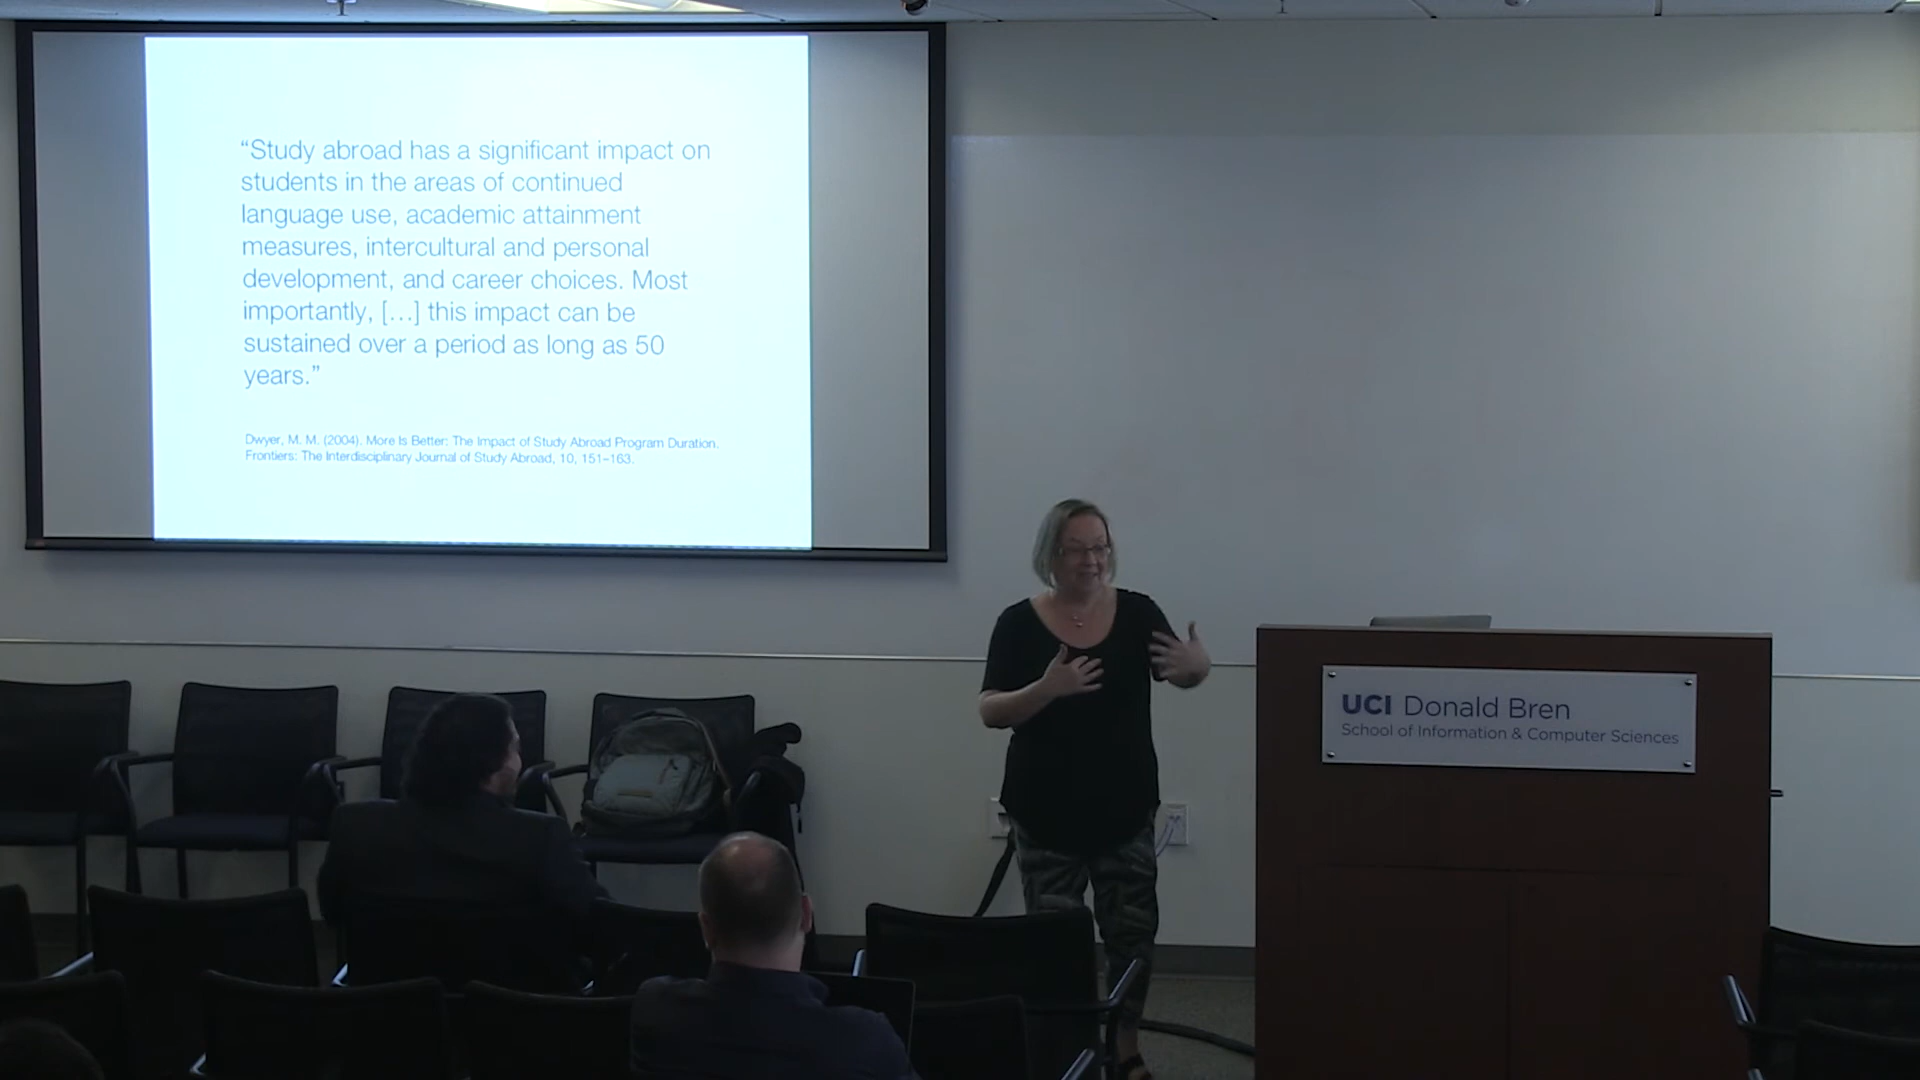 “Study abroad has a significant impact on
students in the areas of continued
language use, academic attainment
measures, intercultural and personal
development, and career choices. Most
importantly, […] this impact can be
sustained over a period as long as 50
years.”
Dwyer, M. M. (2004). More Is Better: The Impact of Study Abroad Program Duration.
Frontiers: The Interdisciplinary Journal of Study Abroad, 10, 151–163.
UCI Donald Bren
School of Information & Computer Sciences